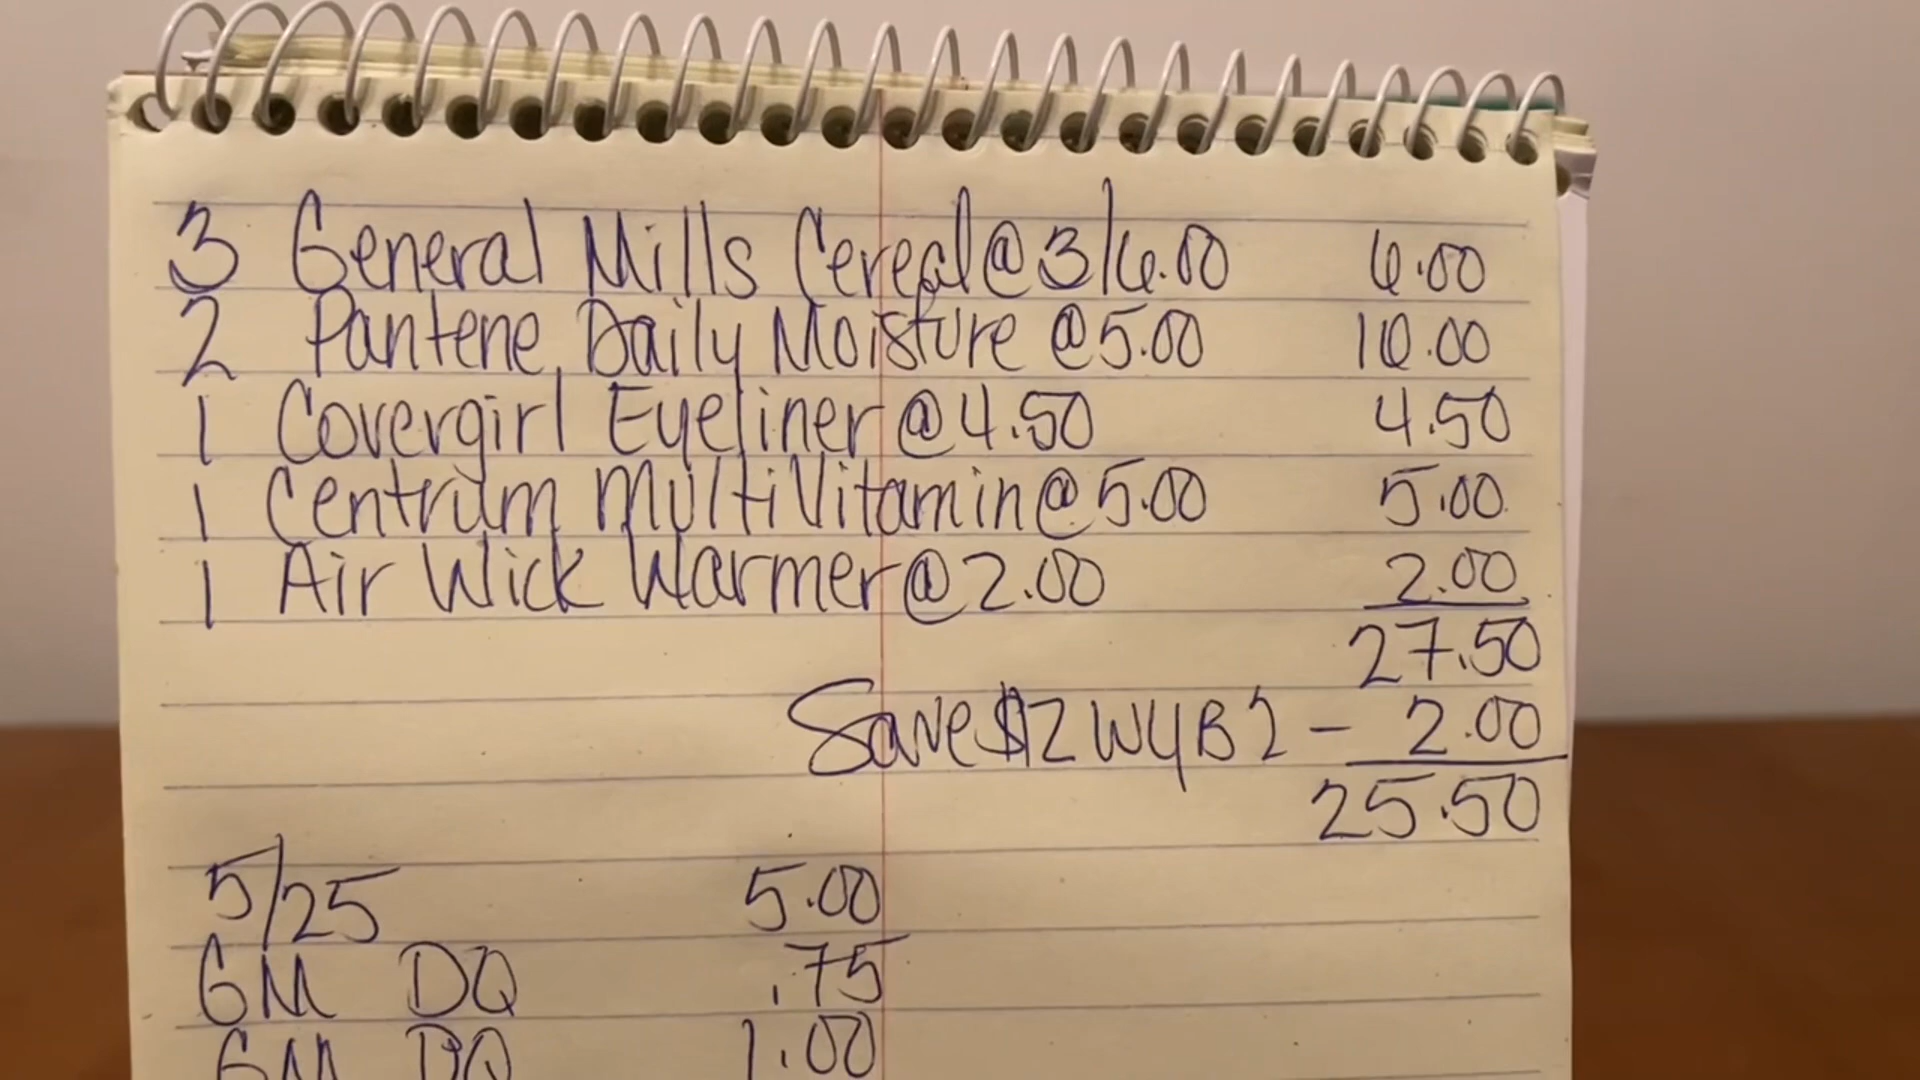 3 General Mills Cereal @ 3/6.00 6.00
2 Pantene Daily Moisture @ 5.00 10.00
1 Covergirl Eyeliner @ 4.50 4.50
1 Centrum MultiVitamin @ 5.00 5.00
1 Air Wick Warmer @ 2.00 2.00
27.50
Save $2 WYB 2 - 2.00
25.50
5/25 5.00
GM DQ .75
GM DQ 1.00